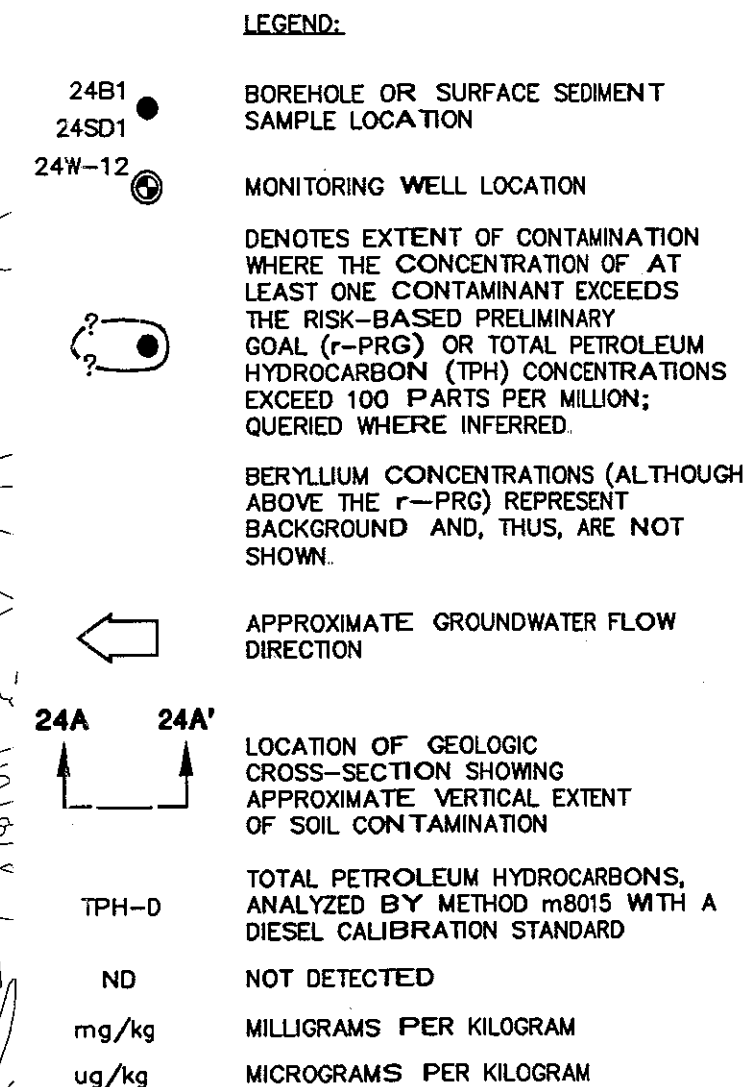 LEGEND:
24B1
24SD1
BOREHOLE OR SURFACE SEDIMENT
SAMPLE LOCATION
24W-12
MONITORING WELL LOCATION
DENOTES EXTENT OF CONTAMINATION
WHERE THE CONCENTRATION OF AT
LEAST ONE CONTAMINANT EXCEEDS
THE RISK-BASED PRELIMINARY
GOAL (r-PRG) OR TOTAL PETROLEUM
HYDROCARBON (TPH) CONCENTRATIONS
EXCEED 100 PARTS PER MILLION;
QUERIED WHERE INFERRED.
?
?
BERYLLIUM CONCENTRATIONS (ALTHOUGH
ABOVE THE r-PRG) REPRESENT
BACKGROUND AND, THUS, ARE NOT
SHOWN.
APPROXIMATE GROUNDWATER FLOW
DIRECTION
24A 24A'
LOCATION OF GEOLOGIC
CROSS-SECTION SHOWING
APPROXIMATE VERTICAL EXTENT
OF SOIL CONTAMINATION
TPH-D
TOTAL PETROLEUM HYDROCARBONS,
ANALYZED BY METHOD m8015 WITH A
DIESEL CALIBRATION STANDARD
ND NOT DETECTED
mg/kg MILLIGRAMS PER KILOGRAM
ug/kg MICROGRAMS PER KILOGRAM